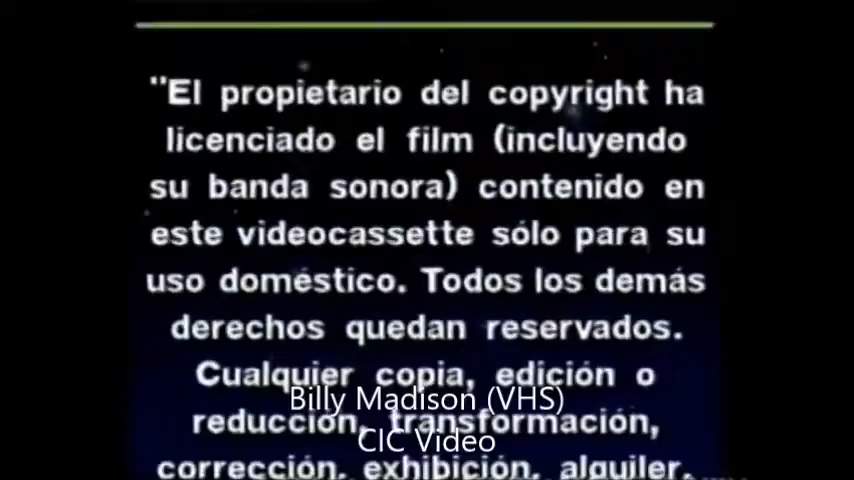 "El propietario del copyright ha
licenciado el film (incluyendo
su banda sonora) contenido en
este videocassette sólo para su
uso doméstico. Todos los demás
derechos quedan reservados.
Cualquier copia, edición o
Billy Madison (VHS)
reducción, transformación,
CIC Video
corrección, exhibición, alquiler,